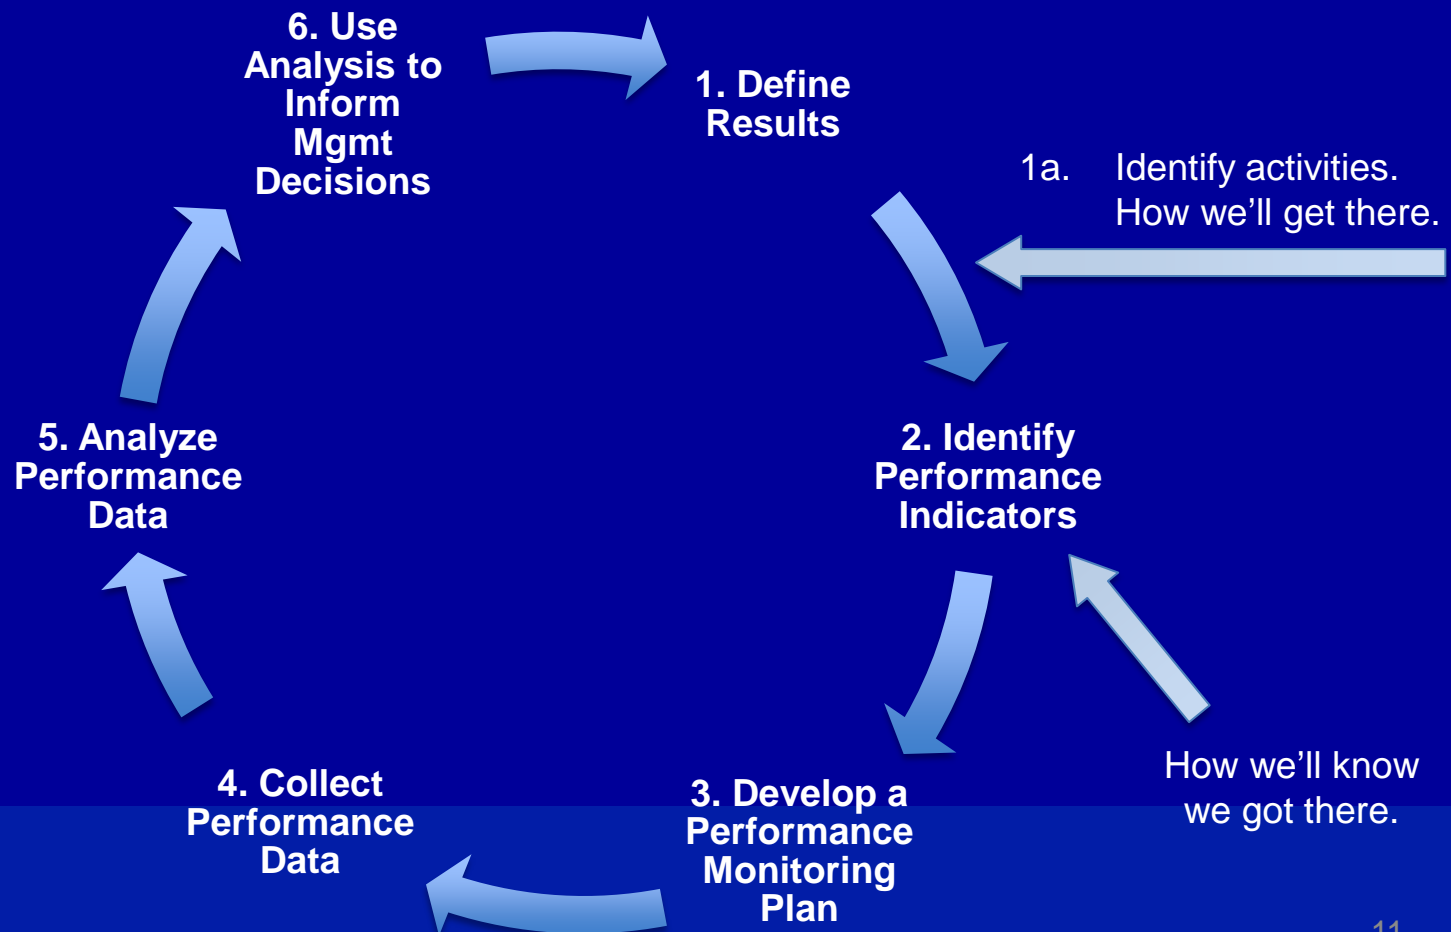 6. Use
Analysis to
Inform
Mgmt
Decisions
1. Define
Results
1a. Identify activities.
How we’ll get there.
2. Identify
Performance
Indicators
How we’ll know
we got there.
3. Develop a
Performance
Monitoring
Plan
4. Collect
Performance
Data
5. Analyze
Performance
Data
11